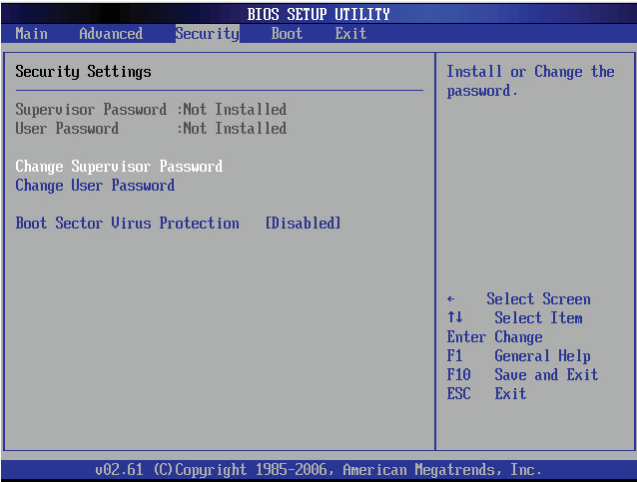 BIOS SETUP UTILITY
Main Advanced Security Boot Exit
Security Settings
Supervisor Password :Not Installed
User Password :Not Installed
Change Supervisor Password
Change User Password
Boot Sector Virus Protection [Disabled]
Install or Change the
password.
← Select Screen
↑↓ Select Item
Enter Change
F1 General Help
F10 Save and Exit
ESC Exit
v02.61 (C)Copyright 1985-2006, American Megatrends, Inc.